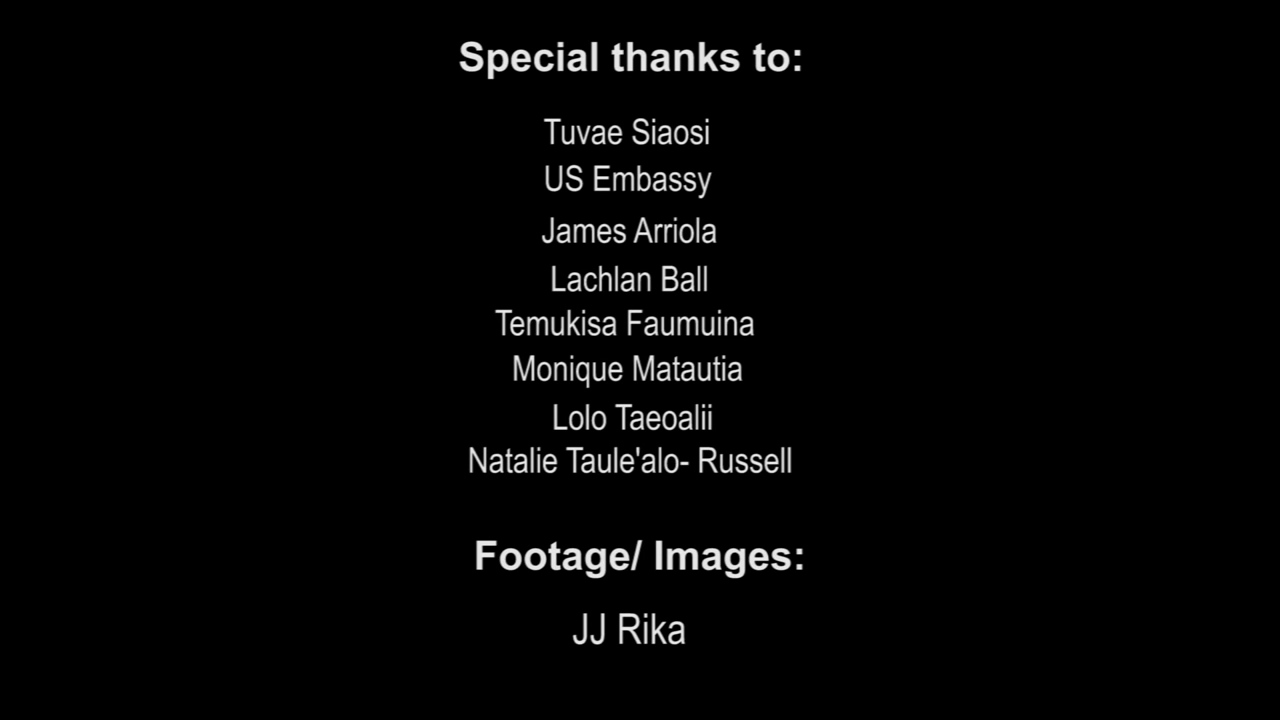 Special thanks to:
Tuvae Siaosi
US Embassy
James Arriola
Lachlan Ball
Temukisa Faumuina
Monique Matautia
Lolo Taeoalii
Natalie Taule'alo- Russell
Footage/ Images:
JJ Rika